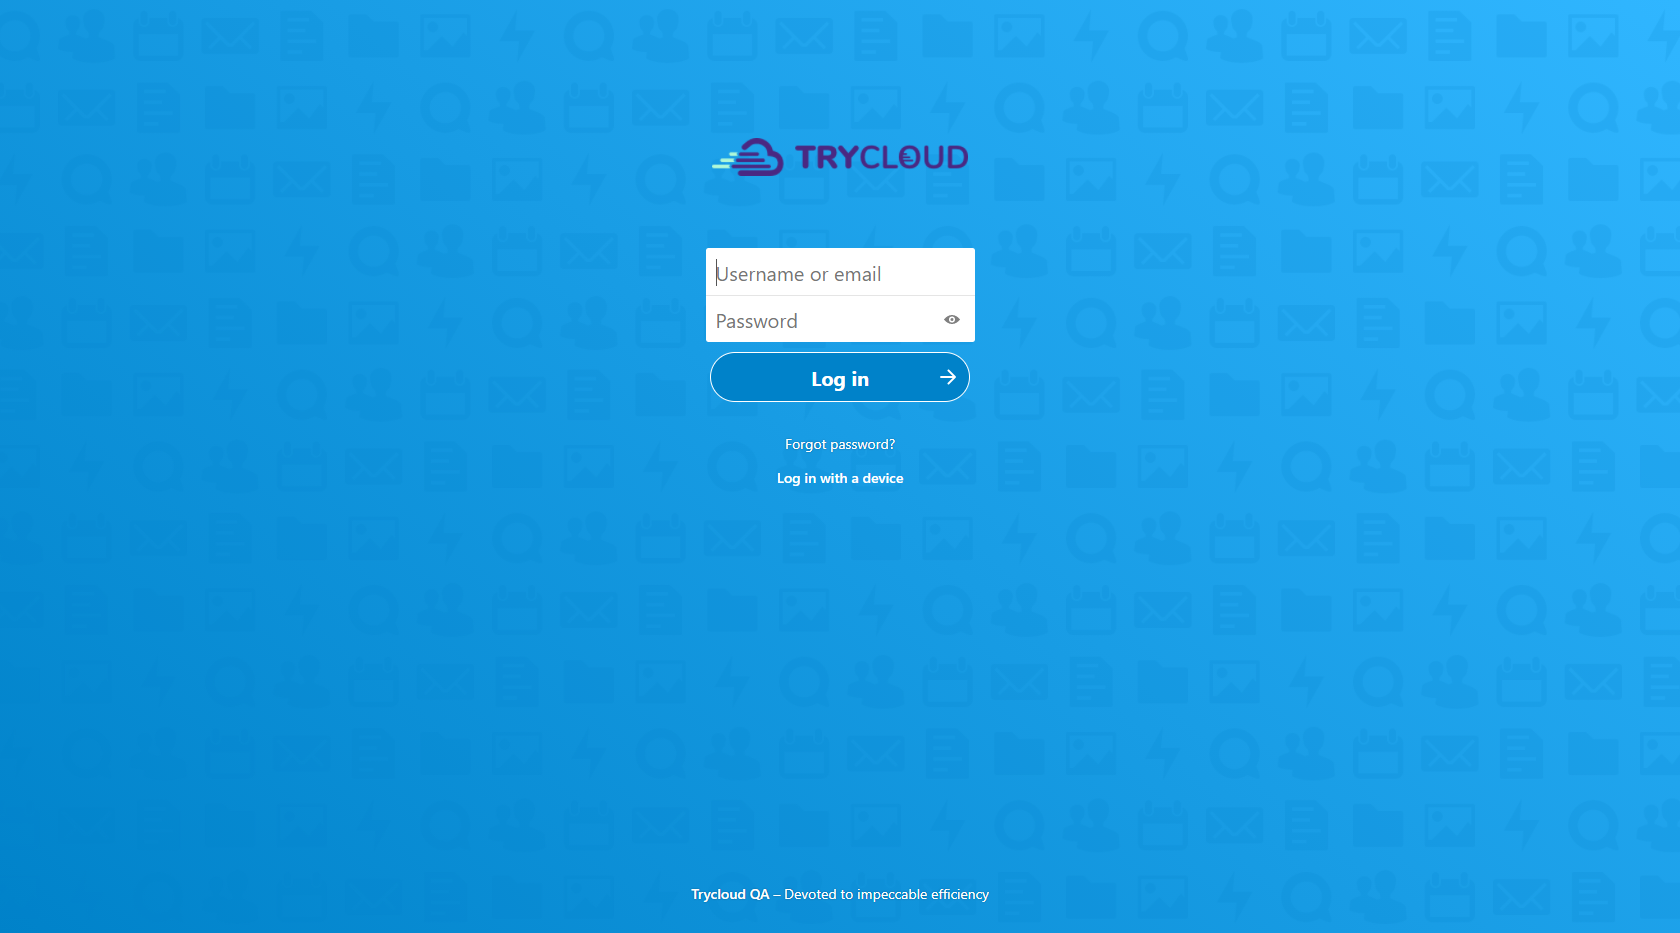 TRYCLOUD
Username or email
Password
Log in
Forgot password?
Log in with a device
Trycloud QA – Devoted to impeccable efficiency